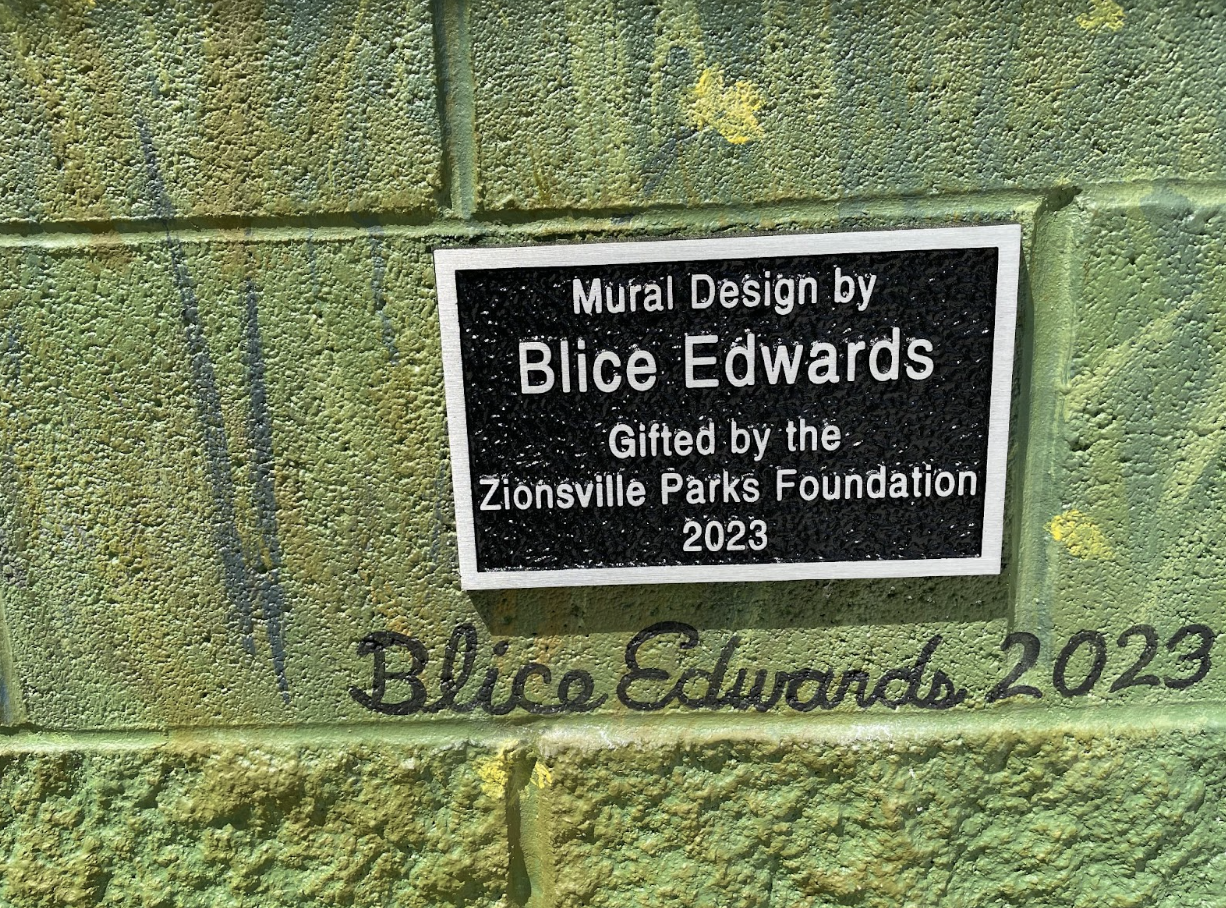 Mural Design by
Blice Edwards
Gifted by the
Zionsville Parks Foundation
2023
Blice Edwards 2023